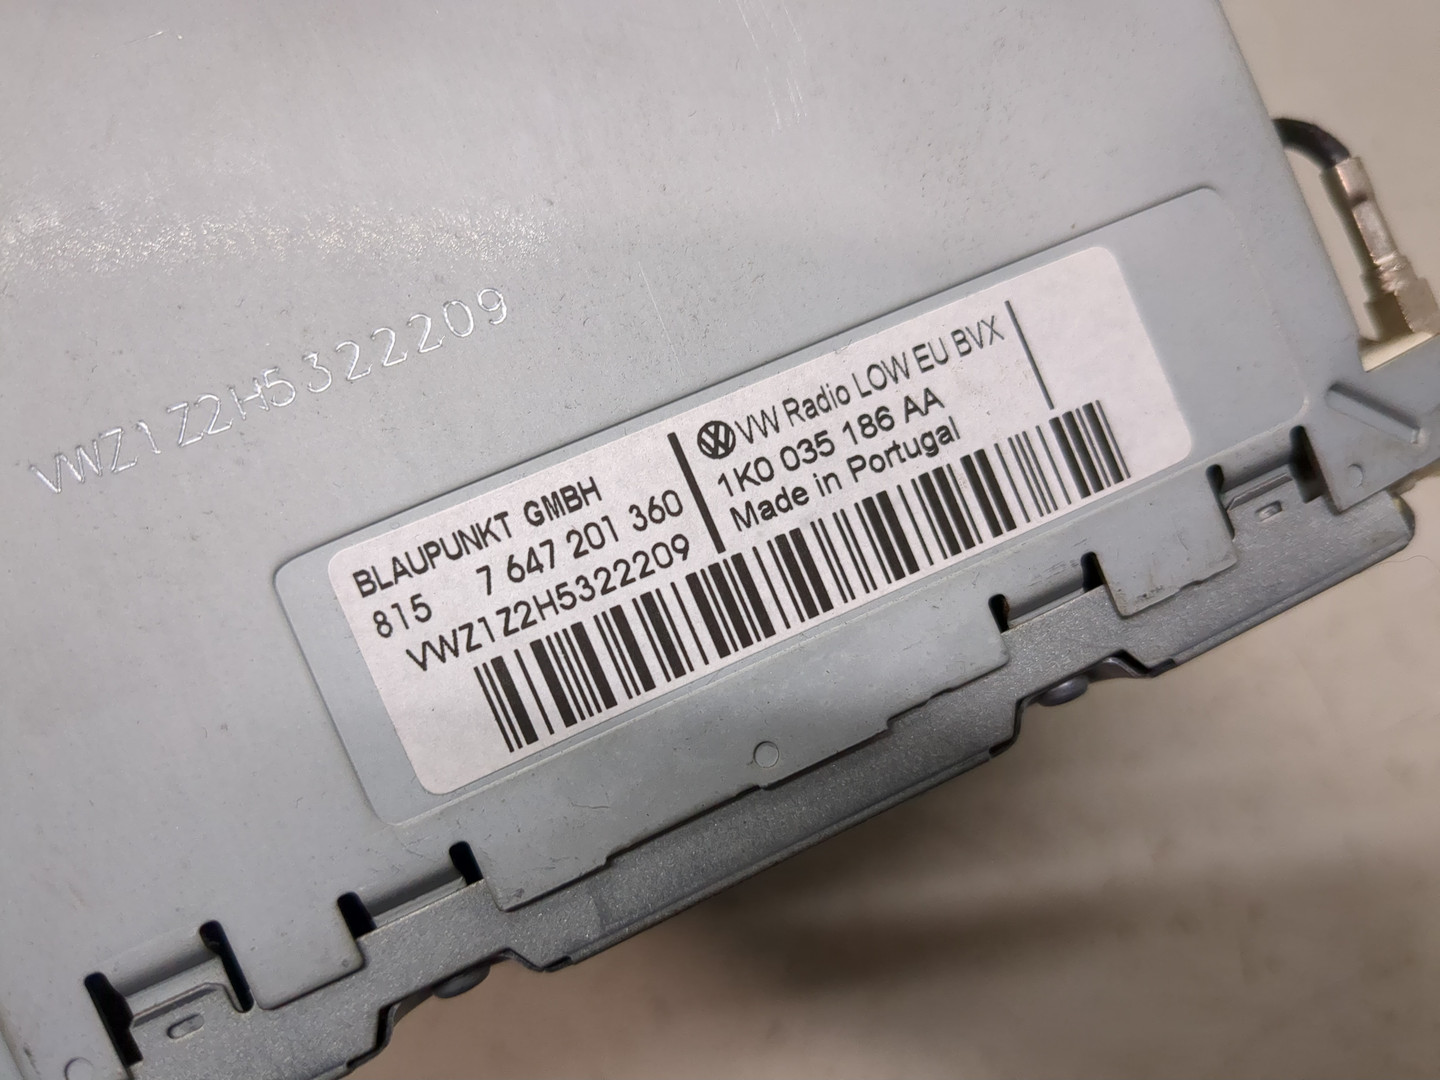 VWZ1Z2H5322209
BLAUPUNKT GMBH
815 7 647 201 360
VWZ1Z2H5322209
VW Radio LOW EU BVX
1K0 035 186 AA
Made in Portugal